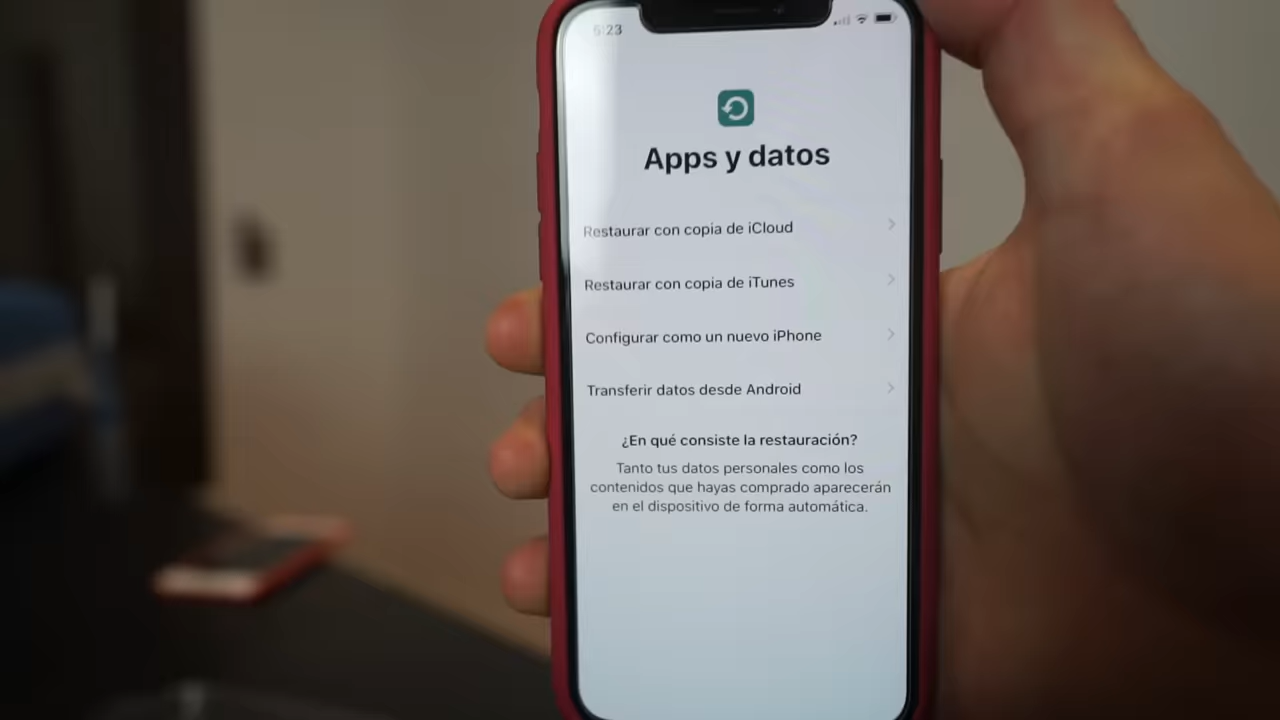 5:23
Apps y datos
Restaurar con copia de iCloud
Restaurar con copia de iTunes
Configurar como un nuevo iPhone
Transferir datos desde Android
¿En qué consiste la restauración?
Tanto tus datos personales como los
contenidos que hayas comprado aparecerán
en el dispositivo de forma automática.